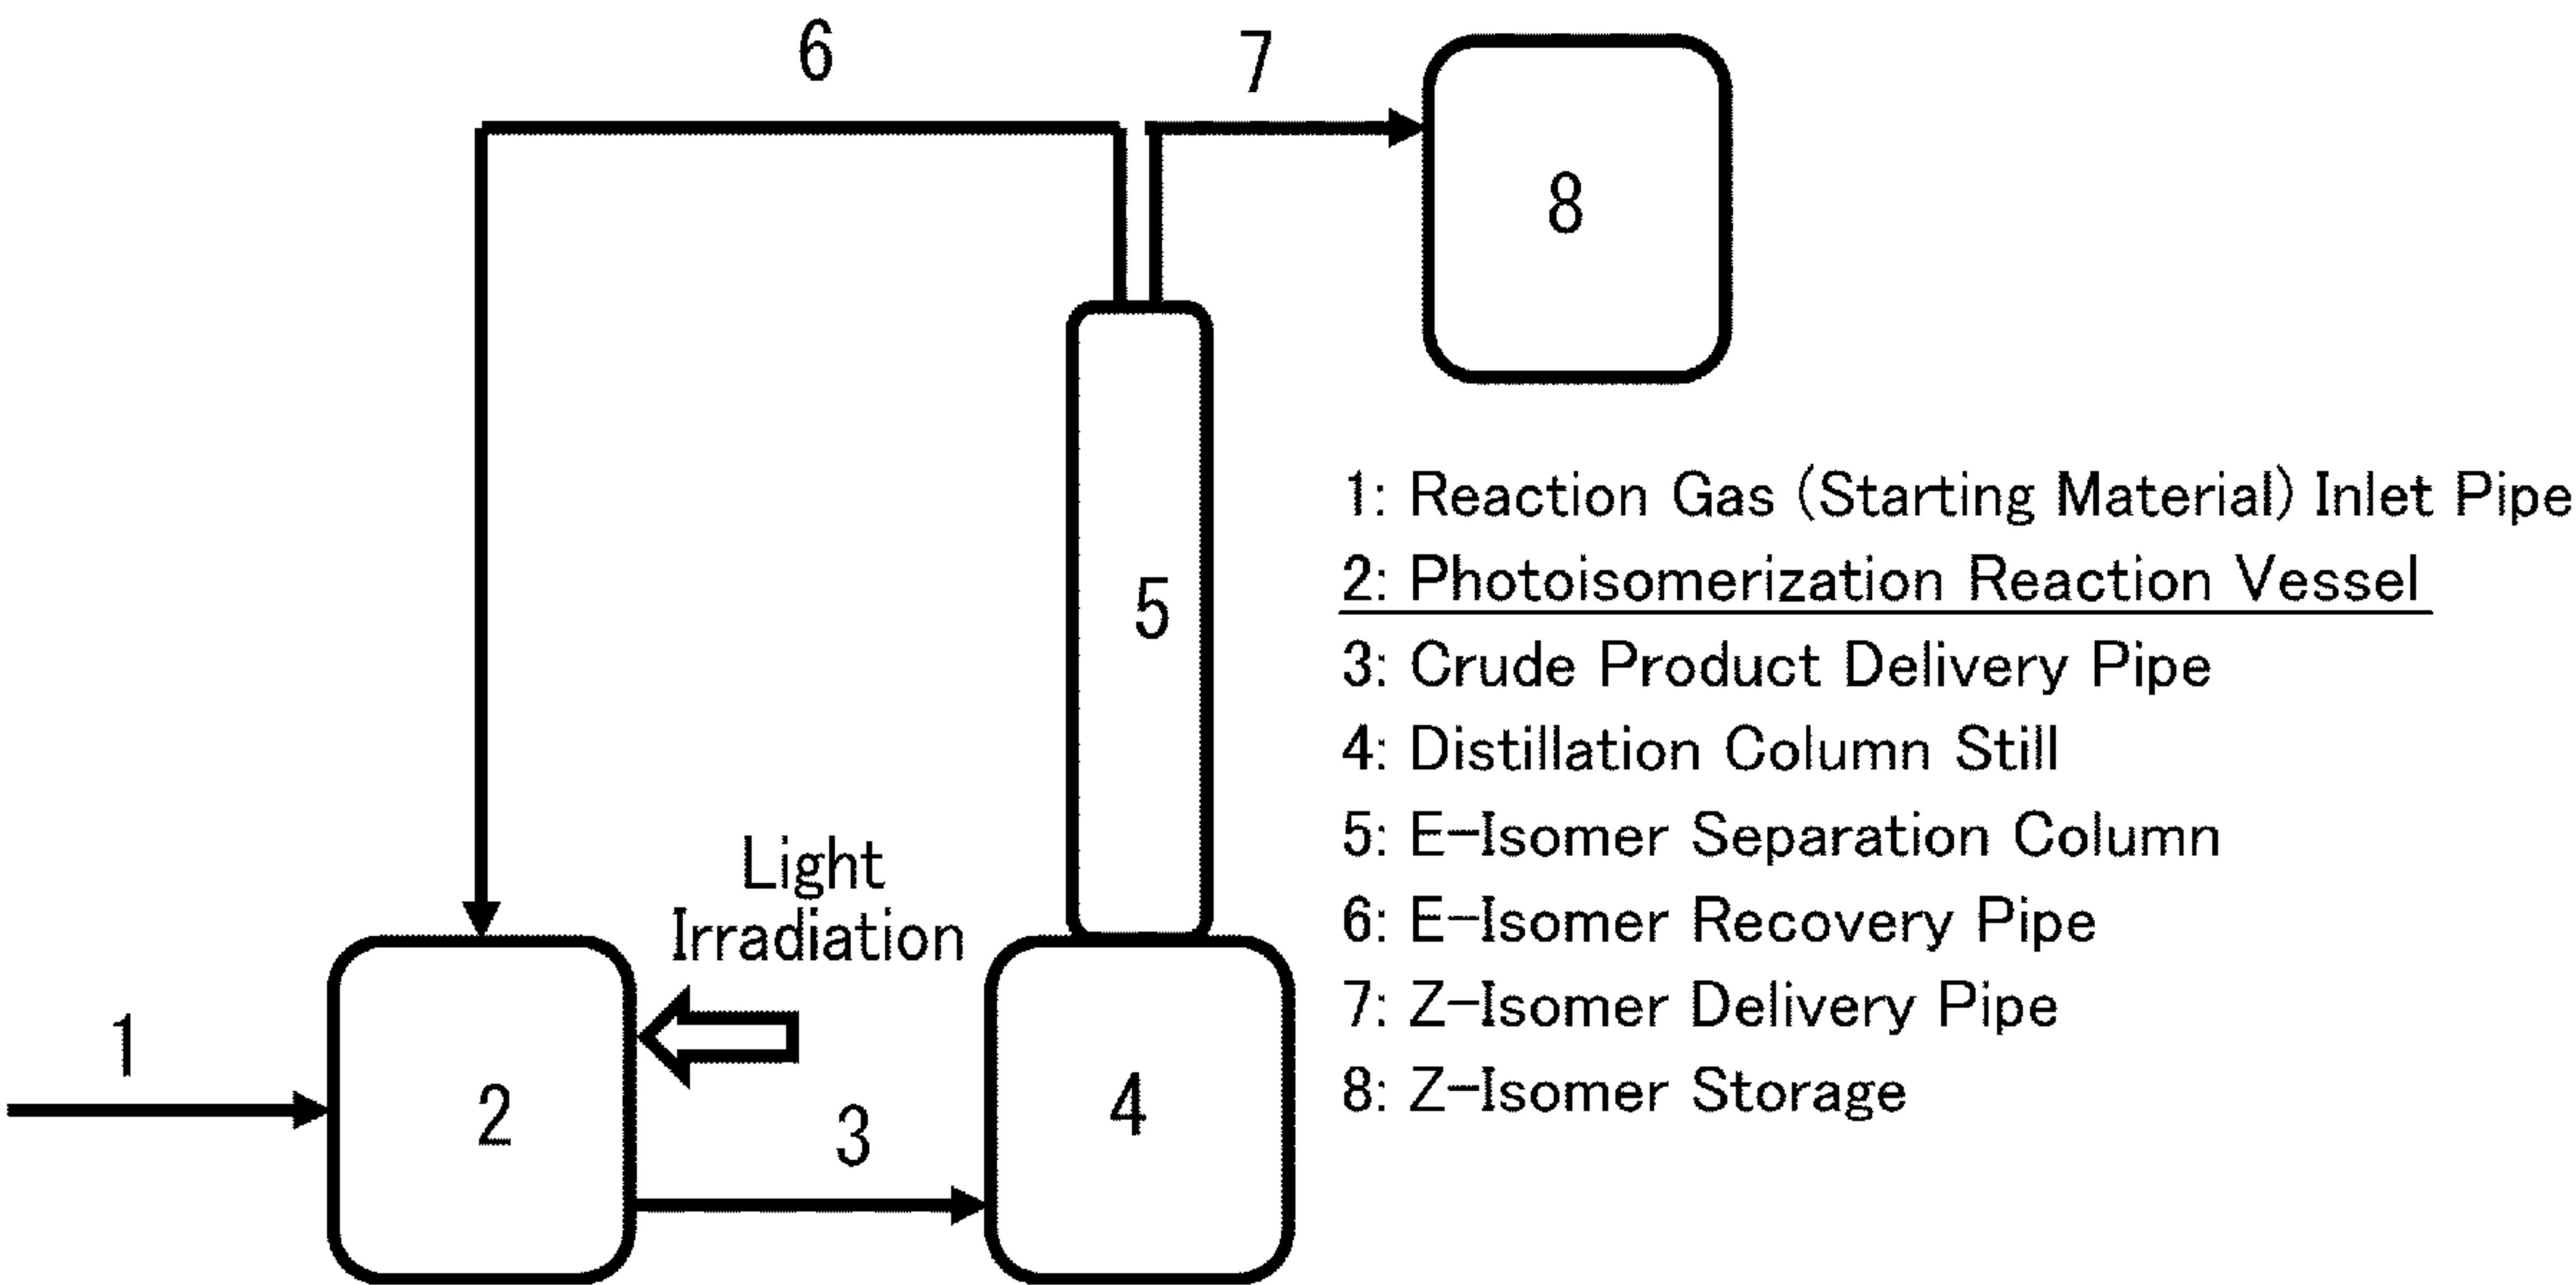 6
7
8
1: Reaction Gas (Starting Material) Inlet Pipe
2: Photoisomerization Reaction Vessel
3: Crude Product Delivery Pipe
4: Distillation Column Still
5: E-Isomer Separation Column
6: E-Isomer Recovery Pipe
7: Z-Isomer Delivery Pipe
8: Z-Isomer Storage
5
Light
Irradiation
1
2
3
4